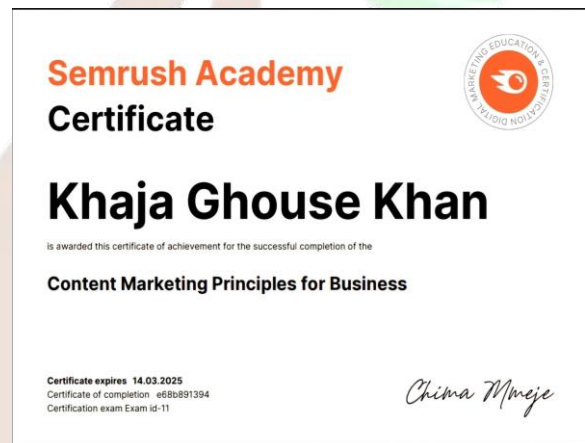 Semrush Academy
Certificate
DIGITAL MARKETING EDUCATION & CERTIFICATION
Khaja Ghouse Khan
is awarded this certificate of achievement for the successful completion of the
Content Marketing Principles for Business
Certificate expires 14.03.2025
Certificate of completion e68b891394
Certification exam Exam id-11
Chima Mmeje